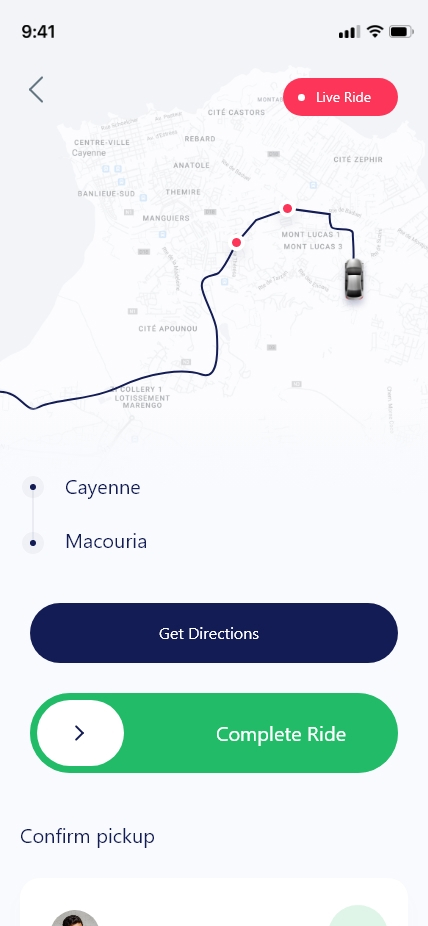 9:41
Live Ride
CITÉ CASTORS
REBARD
CENTRE-VILLE
Cayenne
CITÉ ZEPHIR
ANATOLE
BANLIEUE-SUD
THEMIRE
MANGUIERS
MONT LUCAS 1
MONT LUCAS 3
CITÉ APOUNOU
COLLERY 1
LOTISSEMENT
MARENGO
Cayenne
Macouria
Get Directions
Complete Ride
Confirm pickup